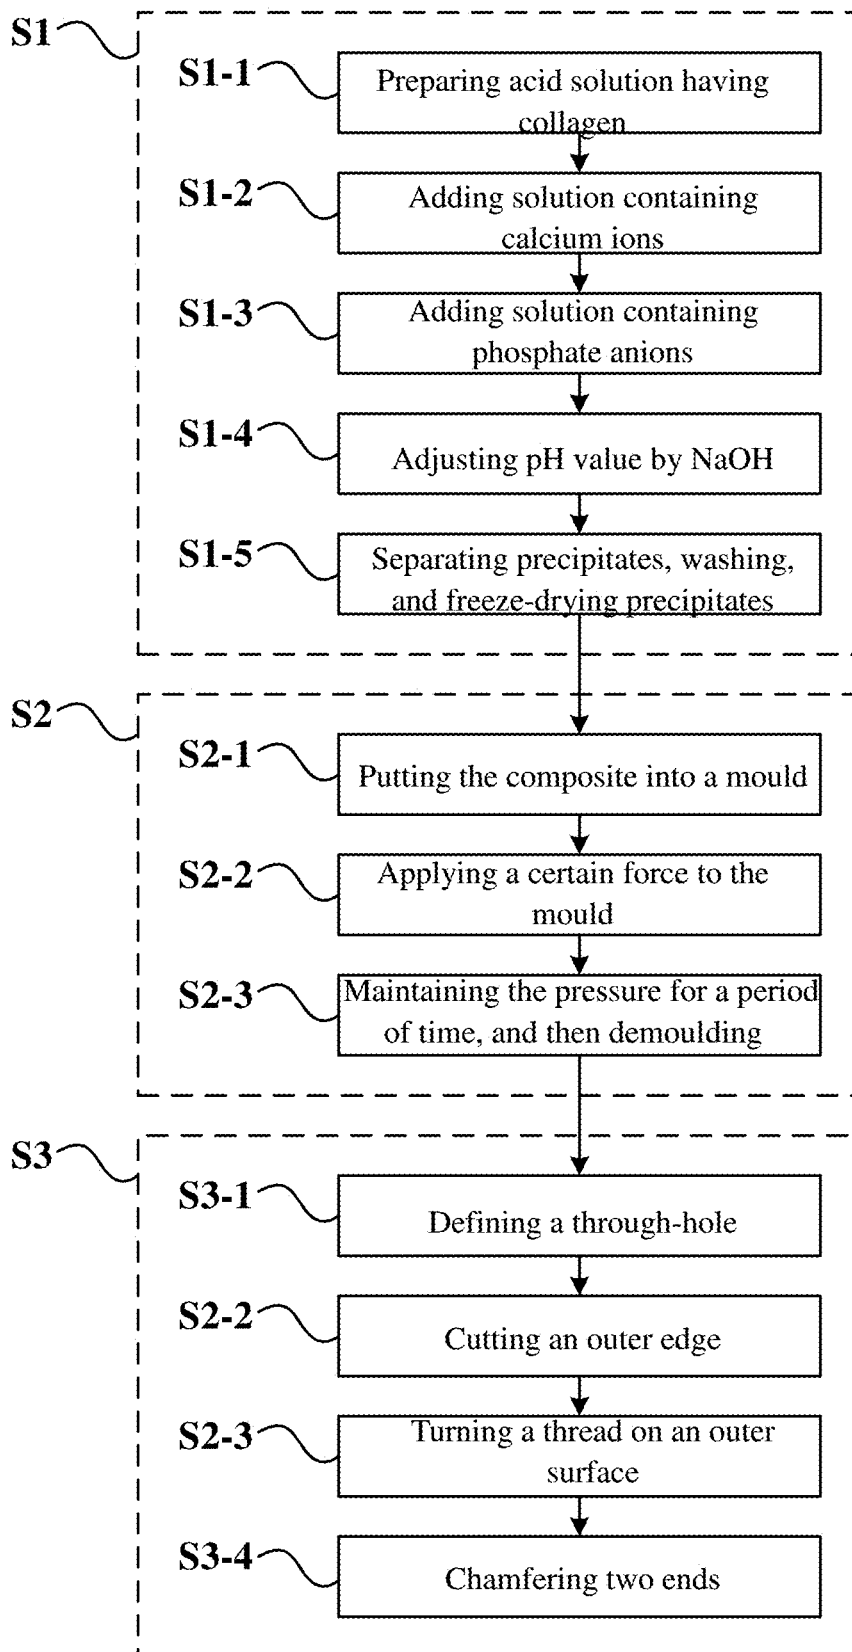 S1
S1-1
Preparing acid solution having
collagen
S1-2
Adding solution containing
calcium ions
S1-3
Adding solution containing
phosphate anions
S1-4
Adjusting pH value by NaOH
S1-5
Separating precipitates, washing,
and freeze-drying precipitates
S2
S2-1
Putting the composite into a mould
S2-2
Applying a certain force to the
mould
S2-3
Maintaining the pressure for a period
of time, and then demoulding
S3
S3-1
Defining a through-hole
S2-2
Cutting an outer edge
S2-3
Turning a thread on an outer
surface
S3-4
Chamfering two ends